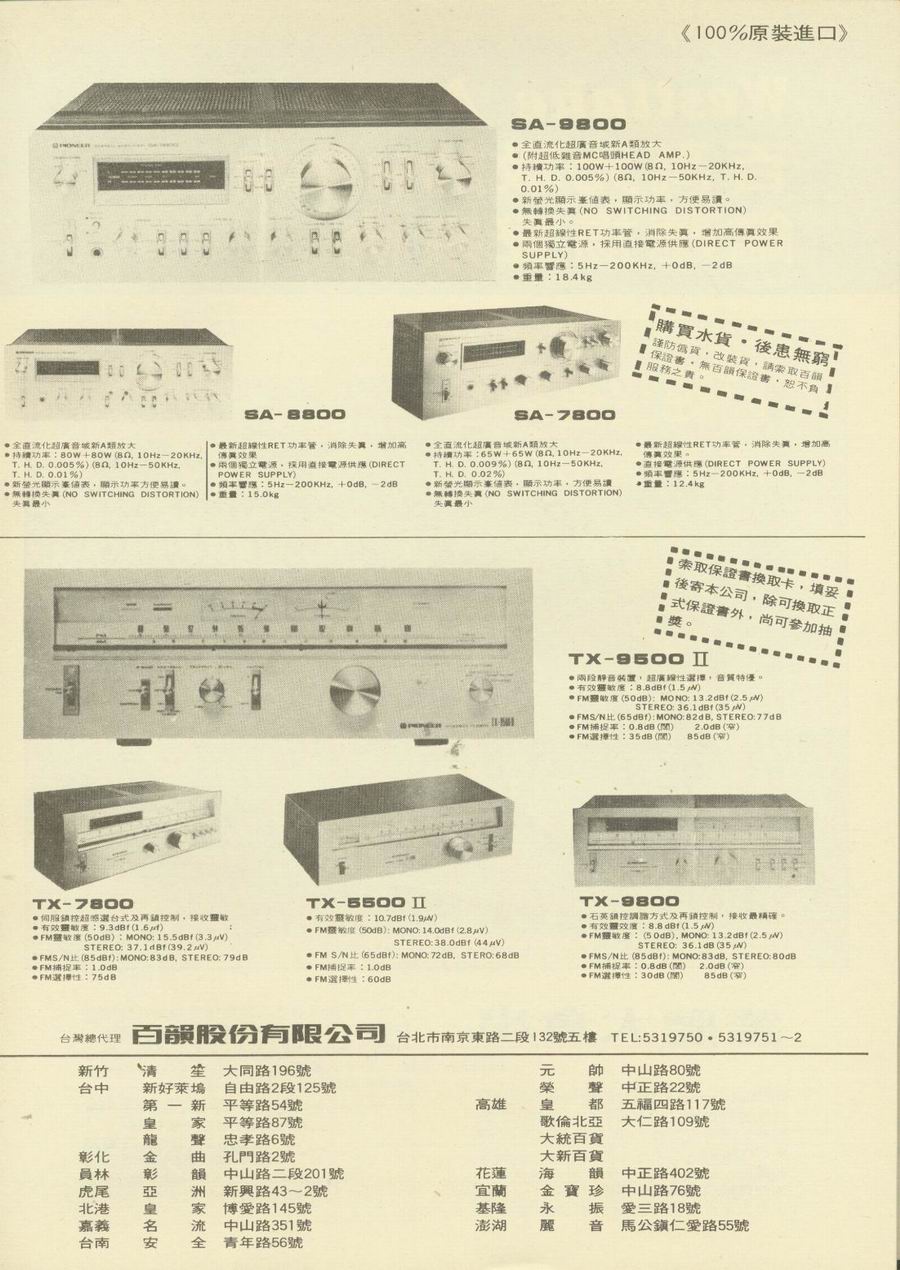 《100%原裝進口》
PIONEER
SA-9800
●全直流化超廣音域新A類放大
●(附超低雜音MC唱頭HEAD AMP.)
●持續功率：100W+100W(8Ω, 10Hz—20KHz,
T. H. D. 0.005%) (8Ω, 10Hz—50KHz, T. H. D.
0.01%)
●新螢光顯示峯值表，顯示功率，方便易讀。
●無轉換失眞(NO SWITCHING DISTORTION)
失眞最小。
●最新超線性RET功率管，消除失眞，增加高傳眞效果
●兩個獨立電源，採用直接電源供應(DIRECT POWER
SUPPLY)
●頻率響應：5Hz—200KHz, +0dB, −2dB
●重量：18.4kg
購買水貨・後患無窮
謹防僞貨，改裝貨，請索取百韻
保證書，無百韻保證書，恕不負
服務之責。
SA-8800
●全直流化超廣音域新A類放大
●持續功率：80W+80W (8Ω, 10Hz—20KHz,
T. H. D. 0.005%) (8Ω, 10Hz—50KHz,
T. H. D. 0.01%)
●新螢光顯示峯值表，顯示功率方便易讀。
●無轉換失眞(NO SWITCHING DISTORTION)
失眞最小
●最新超線性RET功率管，消除失眞，增加高
傳眞效果
●兩個獨立電源，採用直接電源供應(DIRECT
POWER SUPPLY)
●頻率響應：5Hz—200KHz, +0dB, −2dB
●重量：15.0kg
SA-7800
●全直流化超廣音域新A類放大
●持續功率：65W+65W (8Ω, 10Hz—20KHz,
T. H. D. 0.009%) (8Ω, 10Hz—50KHz,
T. H. D. 0.02%)
●新螢光顯示峯值表，顯示功率，方便易讀
●無轉換失眞(NO SWITCHING DISTORTION)
失眞最小
●最新超線性RET功率管，消除失眞，增加高
傳眞效果。
●直接電源供應(DIRECT POWER SUPPLY)
●頻率響應：5Hz—200KHz, +0dB, −2dB
●重量：12.4kg
索取保證書換取卡，填妥
後寄本公司，除可換取正
式保證書外，尚可參加抽
獎。
PIONEER
TX-9500 II
●兩段靜音裝置，超廣線性選擇，音質特優。
●有效靈敏度：8.8dBf (1.5μV)
●FM靈敏度 (50dB): MONO: 13.2dBf (2.5μV)
STEREO: 36.1dBf (35μV)
●FMS/N比 (65dBf): MONO:82dB, STEREO:77dB
●FM捕捉率：0.8dB (闊) 2.0dB (窄)
●FM選擇性：35dB (闊) 85dB (窄)
TX-7800
●伺服鎖控超感選台式及再鎖控制，接收靈敏
●有效靈敏度：9.3dBf (1.6μf)
●FM靈敏度 (50dB)：MONO: 15.5dBf (3.3μV)
STEREO: 37.1dBf (39.2μV)
●FMS/N比 (85dBf): MONO:83dB, STEREO: 79dB
●FM捕捉率：1.0dB
●FM選擇性：75dB
TX-5500 II
●有效靈敏度：10.7dBf (1.9μV)
●FM靈敏度 (50dB): MONO: 14.0dBf (2.8μV)
STEREO:38.0dBf (44μV)
●FM S/N比 (65dBf): MONO:72dB, STERO:68dB
●FM捕捉率：1.0dB
●FM選擇性：60dB
TX-9800
●石英鎖控調諧方式及再鎖控制，接收最精確。
●有效靈效度：8.8dBf (1.5μV)
●FM靈敏度： (50dB), MONO: 13.2dBf (2.5μV)
STEREO: 36.1dB (35μV)
●FMS/N比 (85dBf): MONO:83dB, STEREO:80dB
●FM捕捉率：0.8dB (闊) 2.0dB (窄)
●FM選擇性：30dB (闊) 85dB (窄)
台灣總代理 百韻股份有限公司 台北市南京東路二段132號五樓 TEL:5319750・5319751～2
新竹 清笙 大同路196號
台中 新好萊塢 自由路2段125號
第一新 平等路54號
皇家 平等路87號
龍聲 忠孝路6號
彰化 金曲 孔門路2號
員林 彰韻 中山路二段201號
虎尾 亞洲 新興路43～2號
北港 皇家 博愛路145號
嘉義 名流 中山路351號
台南 安全 青年路56號
元帥 中山路80號
榮聲 中正路22號
高雄 皇都 五福四路117號
歌倫北亞 大仁路109號
大統百貨
大新百貨
花蓮 海韻 中正路402號
宜蘭 金寶珍 中山路76號
基隆 永振 愛三路18號
澎湖 麗音 馬公鎭仁愛路55號